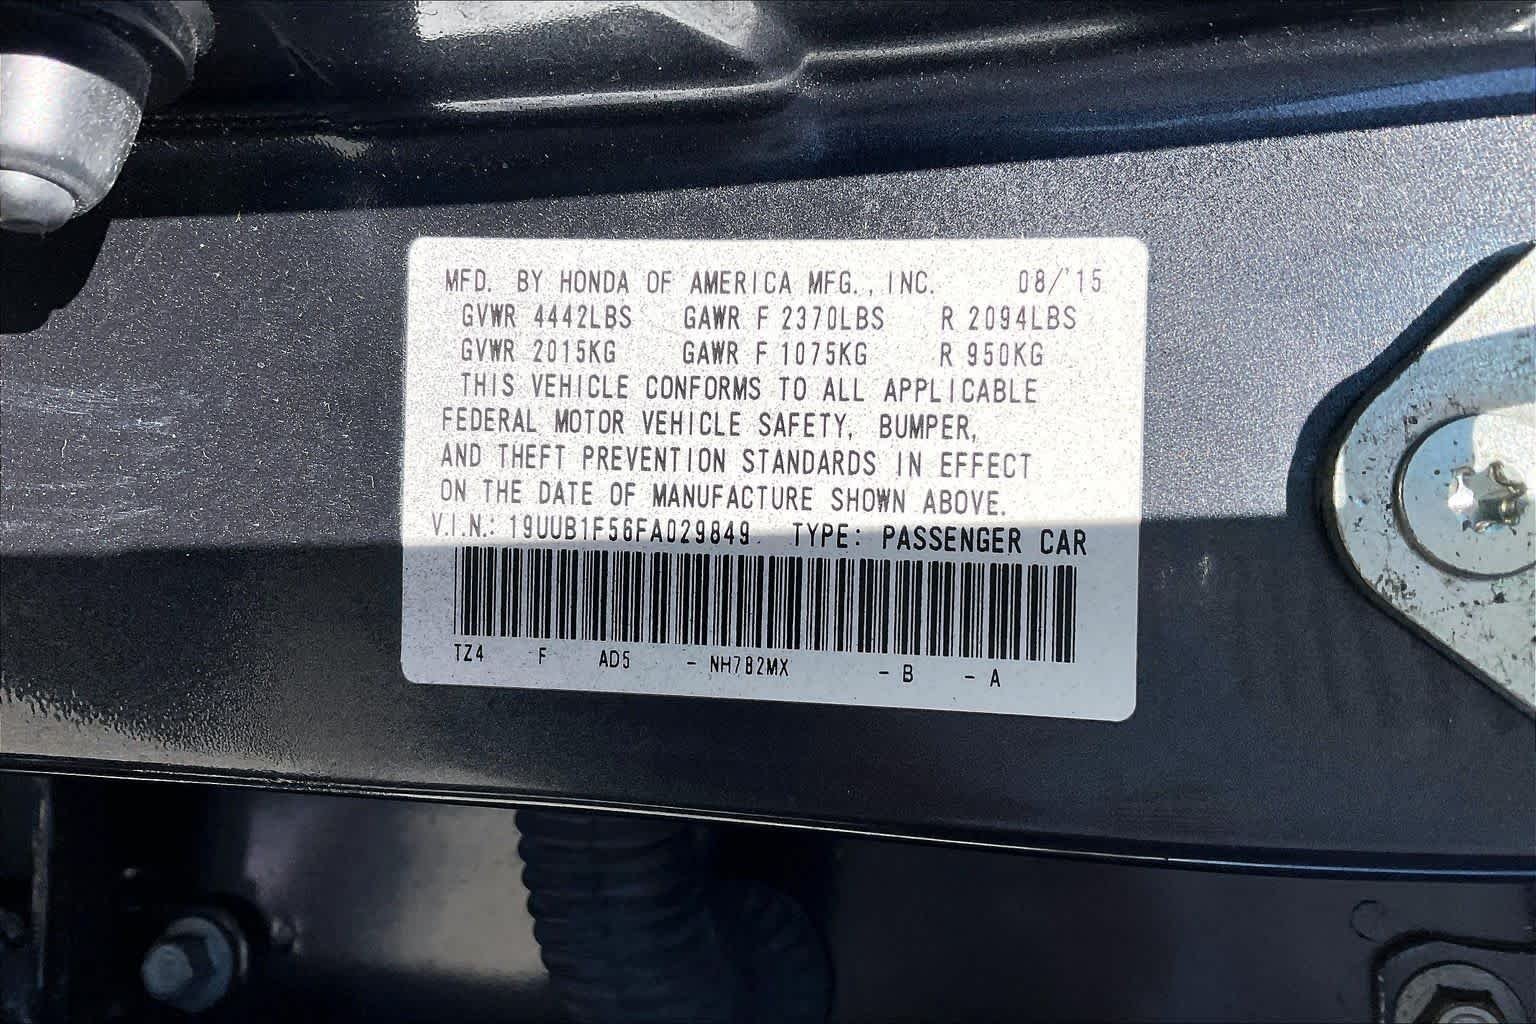 MFD. BY HONDA OF AMERICA MFG., INC. 08/'15
GVWR 4442LBS GAWR F 2370LBS R 2094LBS
GVWR 2015KG GAWR F 1075KG R 950KG
THIS VEHICLE CONFORMS TO ALL APPLICABLE
FEDERAL MOTOR VEHICLE SAFETY, BUMPER,
AND THEFT PREVENTION STANDARDS IN EFFECT
ON THE DATE OF MANUFACTURE SHOWN ABOVE.
V.I.N.: 19UUB1F56FA029849 TYPE: PASSENGER CAR
TZ4 F AD5 - NH782MX - B - A